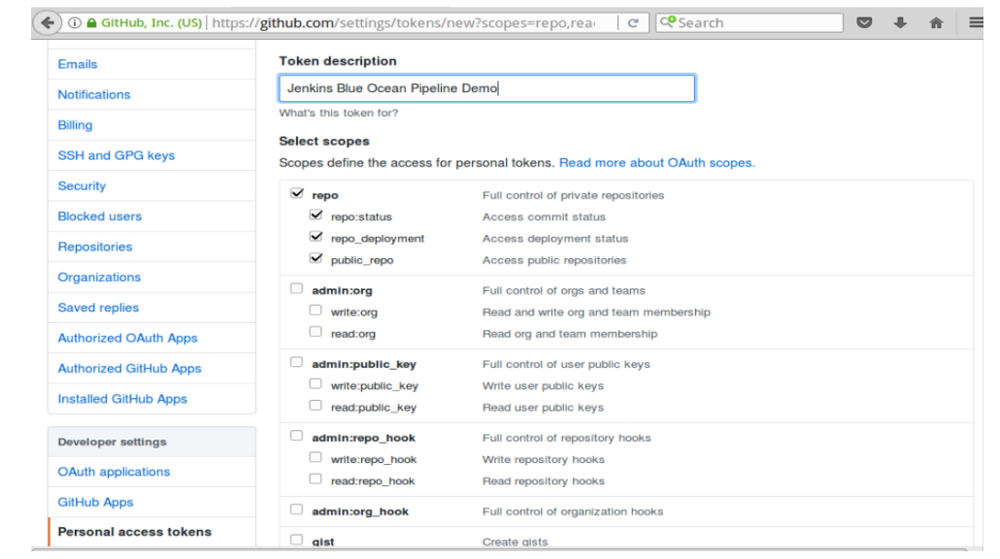 GitHub, Inc. (US) https://github.com/settings/tokens/new?scopes=repo,rea Search
Emails
Notifications
Billing
SSH and GPG keys
Security
Blocked users
Repositories
Organizations
Saved replies
Authorized OAuth Apps
Authorized GitHub Apps
Installed GitHub Apps
Developer settings
OAuth applications
GitHub Apps
Personal access tokens
Token description
Jenkins Blue Ocean Pipeline Demo
What's this token for?
Select scopes
Scopes define the access for personal tokens. Read more about OAuth scopes.
repo Full control of private repositories
repo:status Access commit status
repo_deployment Access deployment status
public_repo Access public repositories
admin:org Full control of orgs and teams
write:org Read and write org and team membership
read:org Read org and team membership
admin:public_key Full control of user public keys
write:public_key Write user public keys
read:public_key Read user public keys
admin:repo_hook Full control of repository hooks
write:repo_hook Write repository hooks
read:repo_hook Read repository hooks
admin:org_hook Full control of organization hooks
gist Create gists